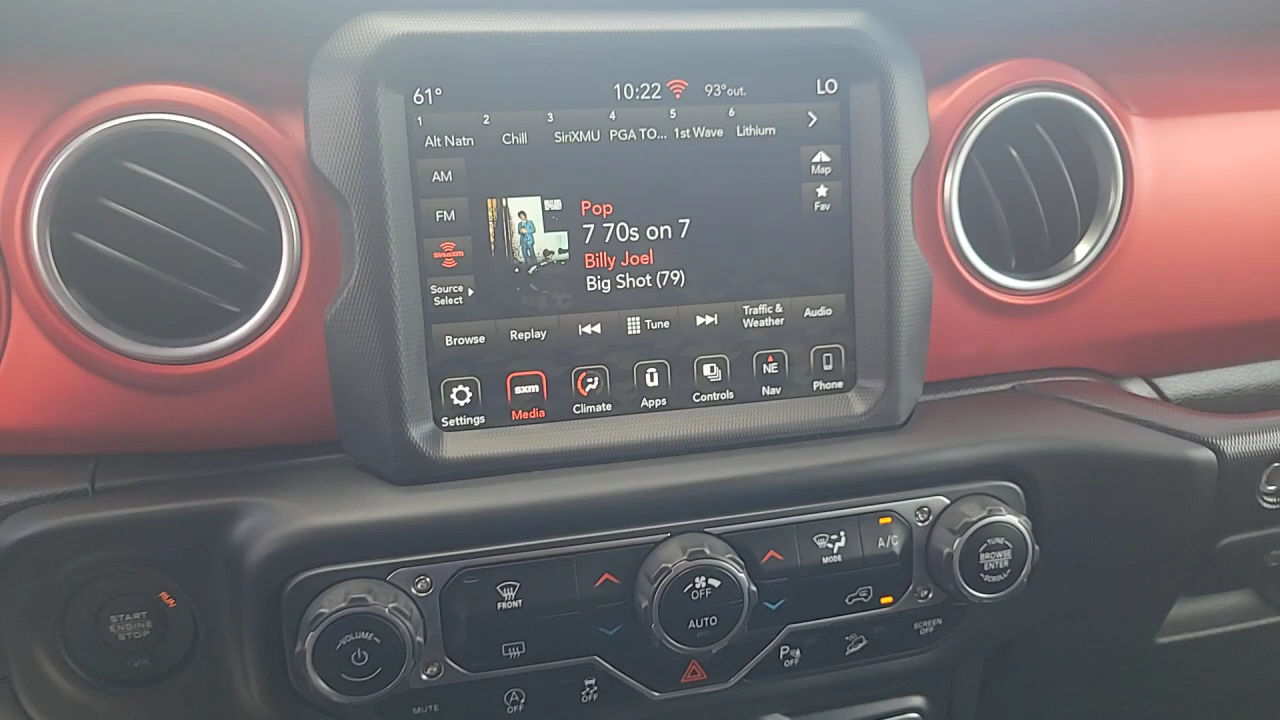 61° 10:22 93°out. LO
1 2 3 4 5 6
Alt Natn Chill SiriXMU PGA TO... 1st Wave Lithium
AM
Map
FM
Fav
SiriusXM
Source
Select
Pop
7 70s on 7
Billy Joel
Big Shot (79)
Browse Replay Tune Traffic &
Weather Audio
Settings
sxm
Media
Climate
Apps
Controls
NE
Nav
Phone
START
ENGINE
STOP
RUN
VOLUME
MUTE
FRONT
OFF
AUTO
MODE
A/C
TUNE
BROWSE
ENTER
SCROLL
A
OFF
OFF
P
OFF
SCREEN
OFF